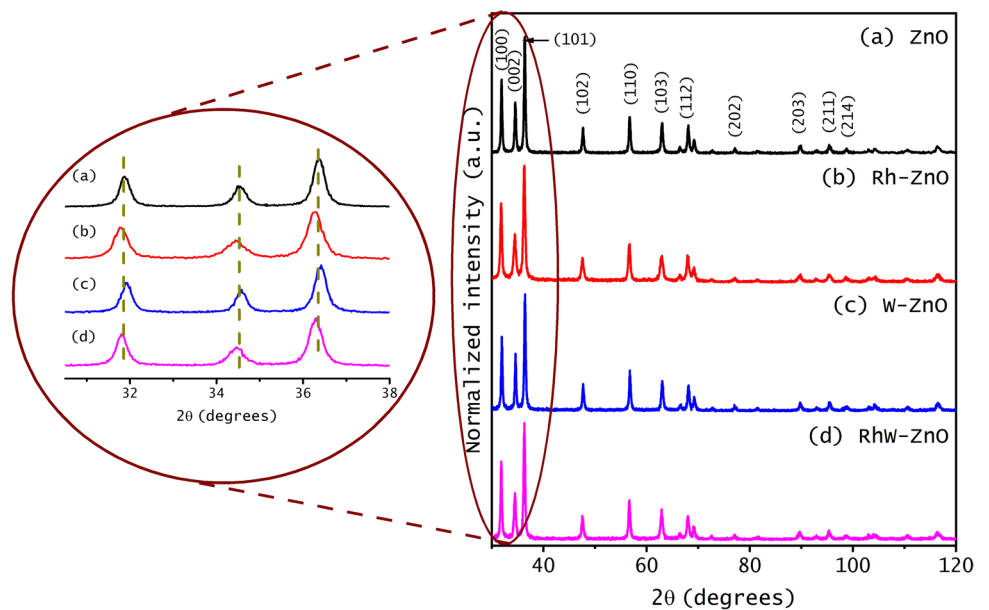 (a)
(b)
(c)
(d)
32
34
36
38
2θ (degrees)
Normalized intensity (a.u.)
(100)
(002)
(101)
(102)
(110)
(103)
(112)
(202)
(203)
(211)
(214)
(a) ZnO
(b) Rh-ZnO
(c) W-ZnO
(d) RhW-ZnO
40
60
80
100
120
2θ (degrees)